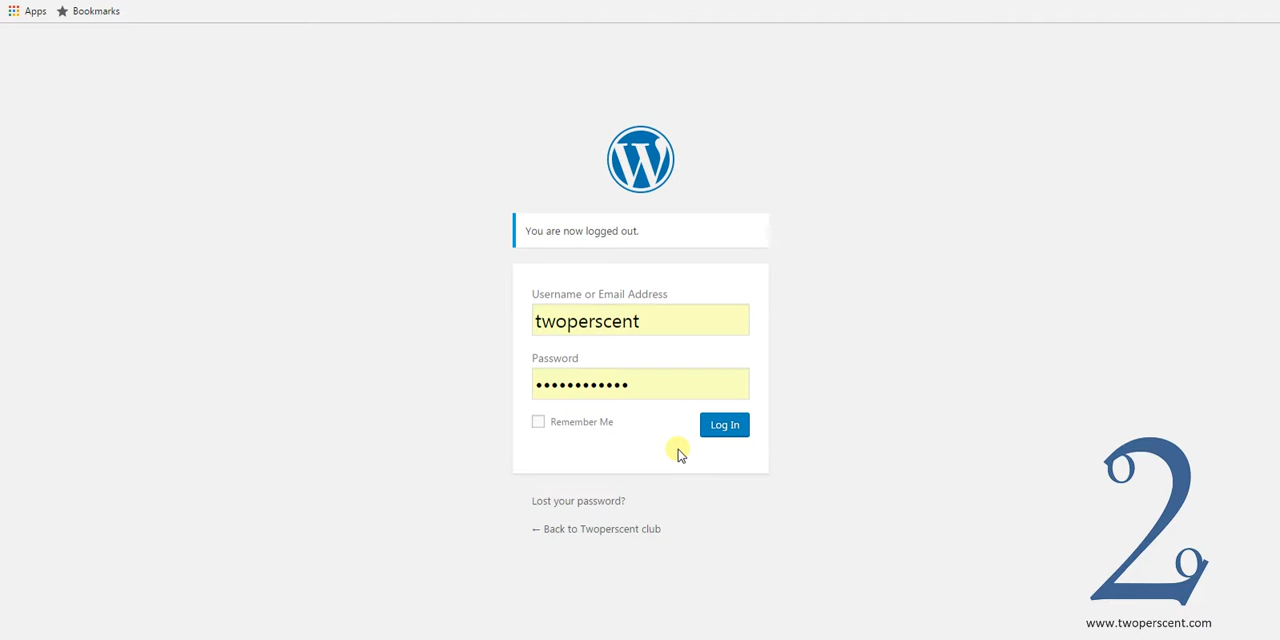 Apps Bookmarks
You are now logged out.
Username or Email Address
twoperscent
Password
••••••••••••
Remember Me
Log In
Lost your password?
← Back to Twoperscent club
www.twoperscent.com